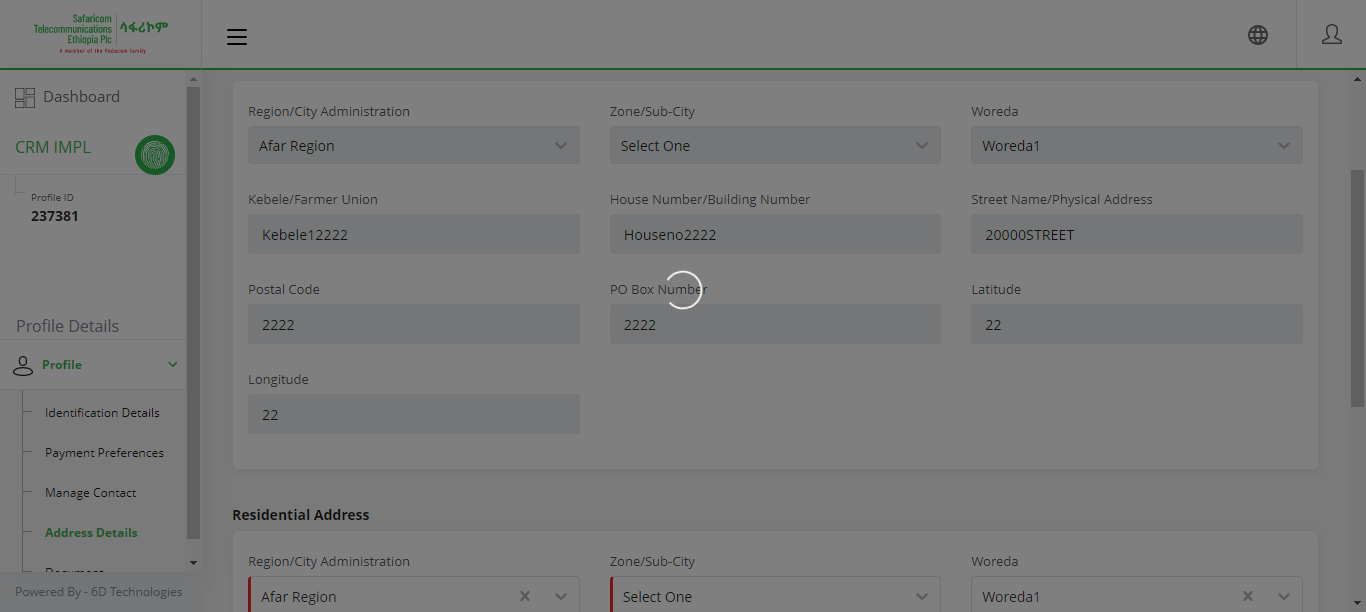 Safaricom
Telecommunications
Ethiopia Plc
ሳፋሪኮም
A member of the Vodacom family
Dashboard
CRM IMPL
Profile ID
237381
Profile Details
Profile
Identification Details
Payment Preferences
Manage Contact
Address Details
Document
Powered By - 6D Technologies
Region/City Administration
Zone/Sub-City
Woreda
Afar Region
Select One
Woreda1
Kebele/Farmer Union
House Number/Building Number
Street Name/Physical Address
Kebele12222
Houseno2222
20000STREET
Postal Code
PO Box Number
Latitude
2222
2222
22
Longitude
22
Residential Address
Region/City Administration
Zone/Sub-City
Woreda
Afar Region
Select One
Woreda1